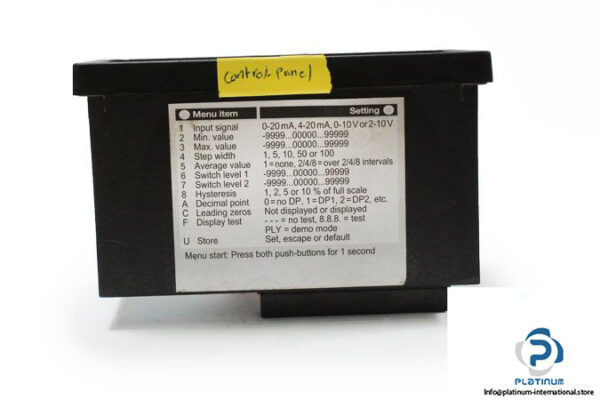 Control Panel
Menu item Setting
1 Input signal 0-20 mA, 4-20 mA, 0-10 V or 2-10 V
2 Min. value -9999...00000...99999
3 Max. value -9999...00000...99999
4 Step width 1, 5, 10, 50 or 100
5 Average value 1 = none, 2/4/8 = over 2/4/8 intervals
6 Switch level 1 -9999...00000...99999
7 Switch level 2 -9999...00000...99999
8 Hysteresis 1, 2, 5 or 10 % of full scale
A Decimal point 0 = no DP, 1 = DP1, 2 = DP2, etc.
C Leading zeros Not displayed or displayed
F Display test - - - = no test, 8.8.8. = test
PLY = demo mode
U Store Set, escape or default
Menu start: Press both push-buttons for 1 second
PLATINUM
Info@platinum-international.store